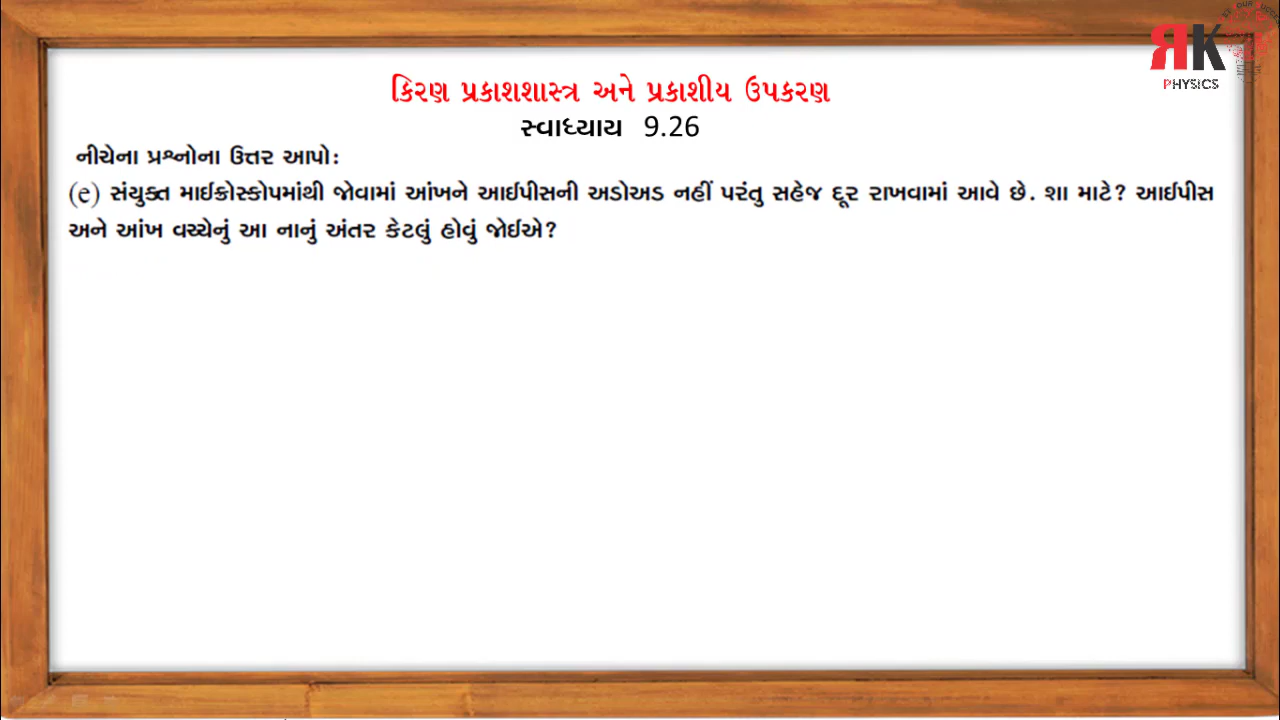 ЯK
PHYSICS
કિરણ પ્રકાશશાસ્ત્ર અને પ્રકાશીય ઉપકરણ
સ્વાધ્યાય 9.26
નીચેના પ્રશ્નોના ઉત્તર આપો:
(e) સંયુક્ત માઈક્રોસ્કોપમાંથી જોવામાં આંખને આઈપીસની અડોઅડ નહીં પરંતુ સહેજ દૂર રાખવામાં આવે છે. શા માટે? આઈપીસ
અને આંખ વચ્ચેનું આ નાનું અંતર કેટલું હોવું જોઈએ?